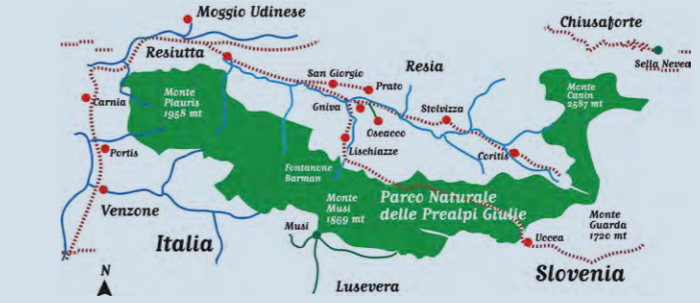 Moggio Udinese
Chiusaforte
Resiutta
Sella Nevea
San Giorgio
Resia
Prato
Monte
Canin
2587 mt
Monte
Plauris
1958 mt
Carnia
Gniva
Stolvizza
Oseacco
Portis
Lischiazze
Coritis
Fontanone
Barman
Venzone
Monte
Musi
1869 mt
Parco Naturale
delle Prealpi Giulie
Monte
Guarda
1720 mt
Musi
Italia
Uccea
N
Lusevera
Slovenia